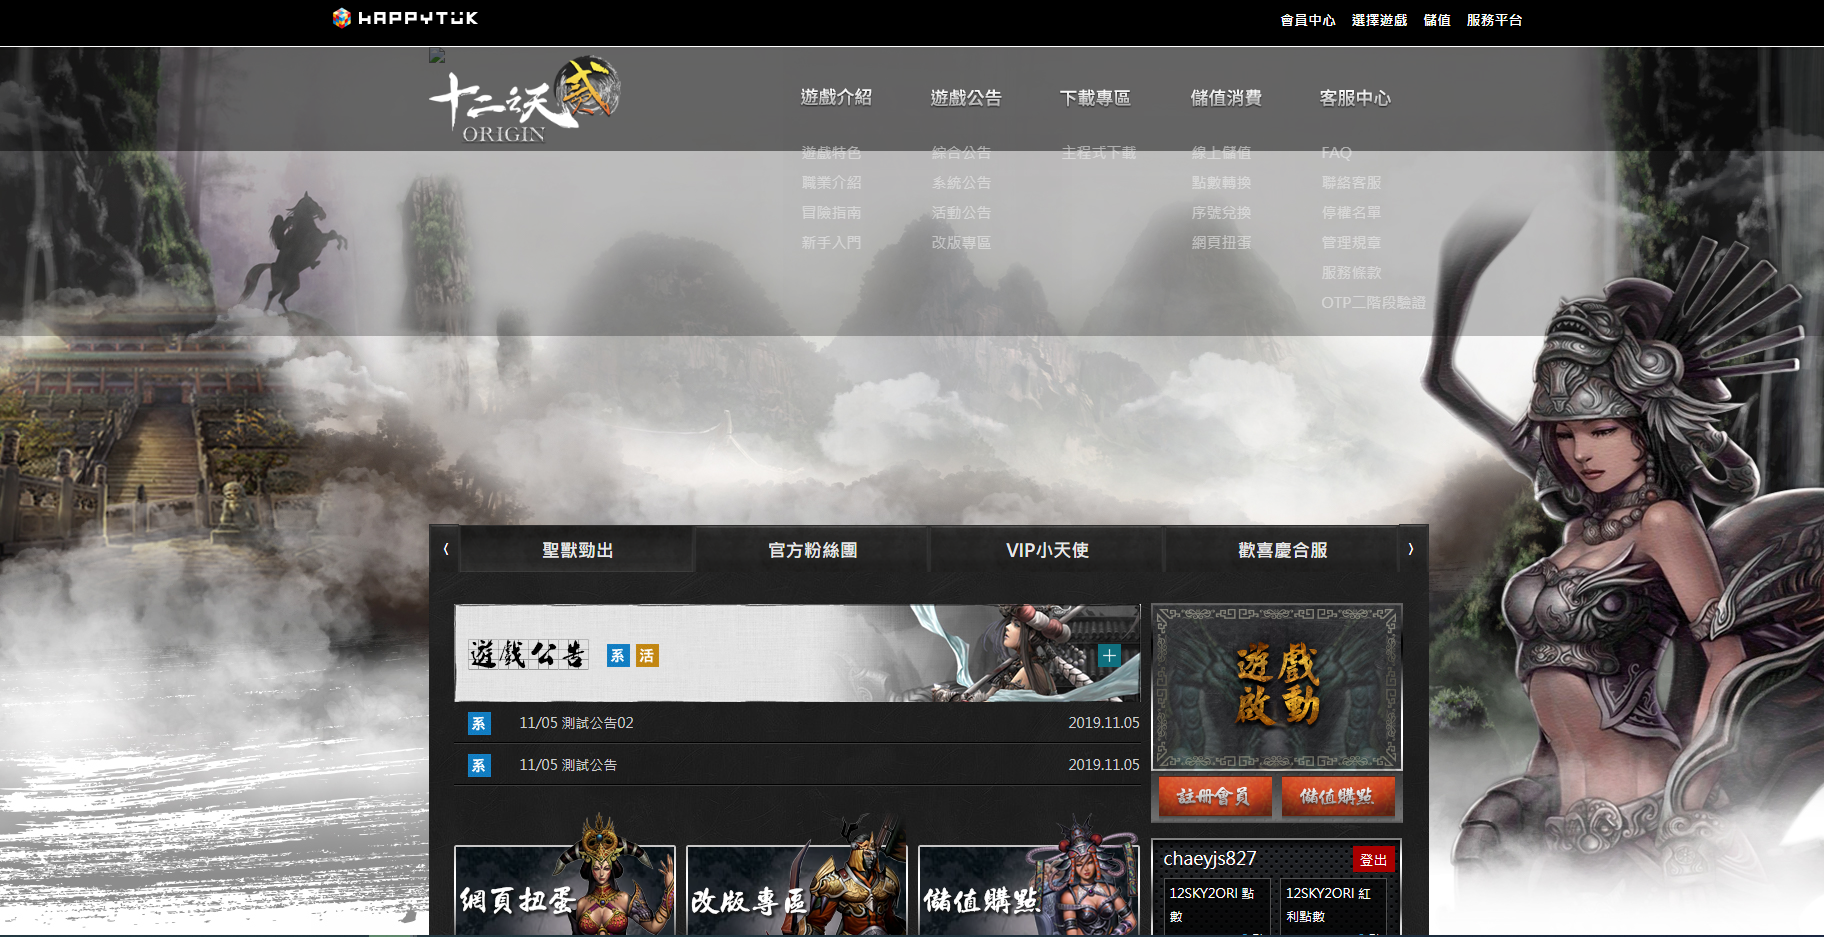 HAPPYTUK
會員中心 選擇遊戲 儲值 服務平台
十二之天 貳
ORIGIN
遊戲介紹 遊戲公告 下載專區 儲值消費 客服中心
遊戲特色 綜合公告 主程式下載 線上儲值 FAQ
職業介紹 系統公告 點數轉換 聯絡客服
冒險指南 活動公告 序號兌換 停權名單
新手入門 改版專區 網頁扭蛋 管理規章
服務條款
OTP二階段驗證
聖獸勁出 官方粉絲團 VIP小天使 歡喜慶合服
遊戲公告 系 活
遊戲
啟動
系 11/05 測試公告02 2019.11.05
系 11/05 測試公告 2019.11.05
註冊會員 儲值購點
chaeyjs827 登出
網頁扭蛋 改版專區 儲值購點
12SKY2ORI 點
數
12SKY2ORI 紅
利點數